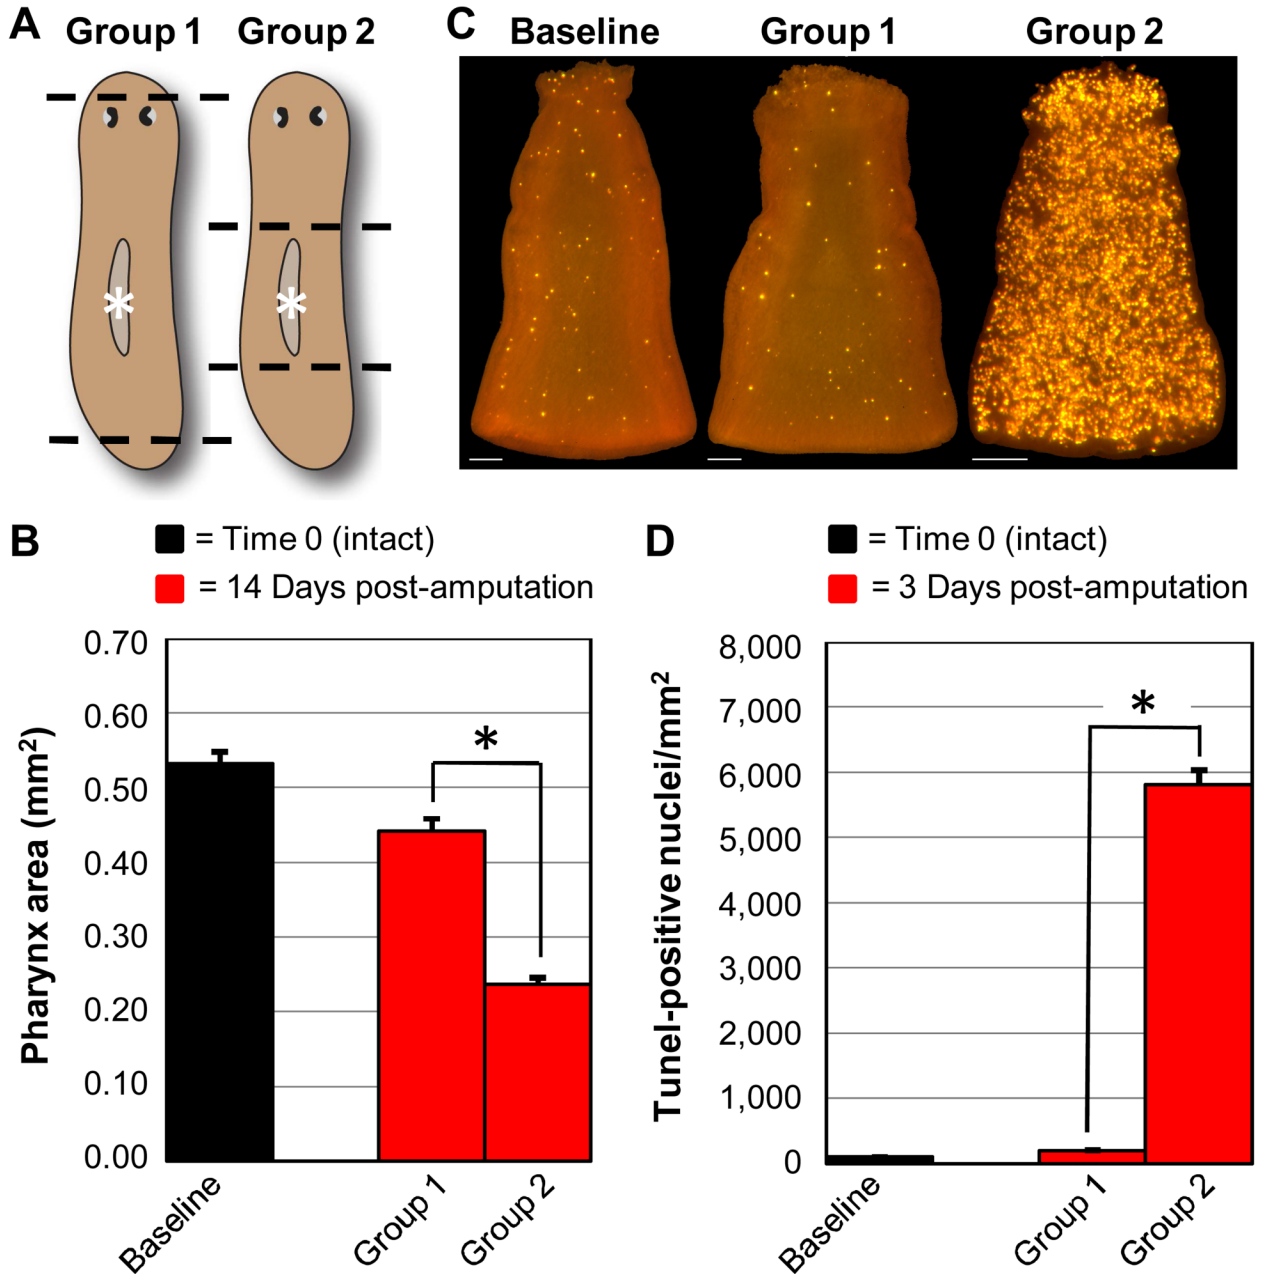 A
Group 1 Group 2
*
*
C
Baseline Group 1 Group 2
B
= Time 0 (intact)
= 14 Days post-amputation
Pharynx area (mm²)
0.70
0.60
0.50
0.40
0.30
0.20
0.10
0.00
*
Baseline
Group 1
Group 2
D
= Time 0 (intact)
= 3 Days post-amputation
Tunel-positive nuclei/mm²
8,000
7,000
6,000
5,000
4,000
3,000
2,000
1,000
0
*
Baseline
Group 1
Group 2